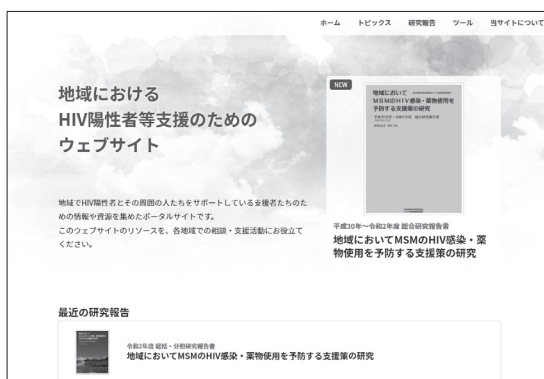 ホーム トピックス 研究報告 ツール 当サイトについて
地域における
HIV陽性者等支援のための
ウェブサイト
地域でHIV陽性者とその周囲の人たちをサポートしている支援者たちのた
めの情報や資源を集めたポータルサイトです。
このウェブサイトのリソースを、各地域での相談・支援活動にお役立て
ください。
NEW
地域において
MSMのHIV感染・薬物使用を
予防する支援策の研究
平成30年〜令和2年度 総合研究報告書
地域においてMSMのHIV感染・薬
物使用を予防する支援策の研究
最近の研究報告
令和2年度 総括・分担研究報告書
地域においてMSMのHIV感染・薬物使用を予防する支援策の研究